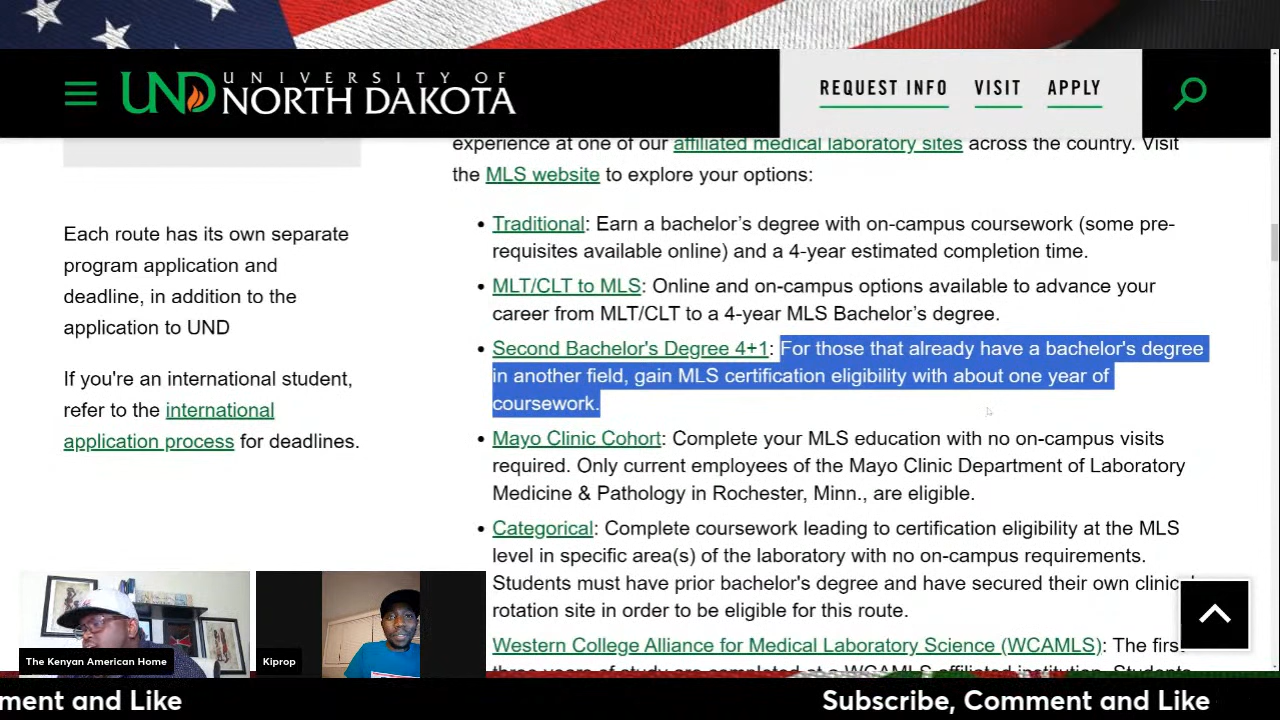 UND UNIVERSITY OF
NORTH DAKOTA
REQUEST INFO VISIT APPLY
experience at one of our affiliated medical laboratory sites across the country. Visit
the MLS website to explore your options:
Each route has its own separate
program application and
deadline, in addition to the
application to UND
If you're an international student,
refer to the international
application process for deadlines.
• Traditional: Earn a bachelor’s degree with on-campus coursework (some pre-
requisites available online) and a 4-year estimated completion time.
• MLT/CLT to MLS: Online and on-campus options available to advance your
career from MLT/CLT to a 4-year MLS Bachelor’s degree.
• Second Bachelor's Degree 4+1: For those that already have a bachelor's degree
in another field, gain MLS certification eligibility with about one year of
coursework.
• Mayo Clinic Cohort: Complete your MLS education with no on-campus visits
required. Only current employees of the Mayo Clinic Department of Laboratory
Medicine & Pathology in Rochester, Minn., are eligible.
• Categorical: Complete coursework leading to certification eligibility at the MLS
level in specific area(s) of the laboratory with no on-campus requirements.
Students must have prior bachelor's degree and have secured their own clinical
rotation site in order to be eligible for this route.
Western College Alliance for Medical Laboratory Science (WCAMLS): The first
three years of study are completed at a WCAMLS-affiliated institution. Students
The Kenyan American Home
Kiprop
ment and Like
Subscribe, Comment and Like